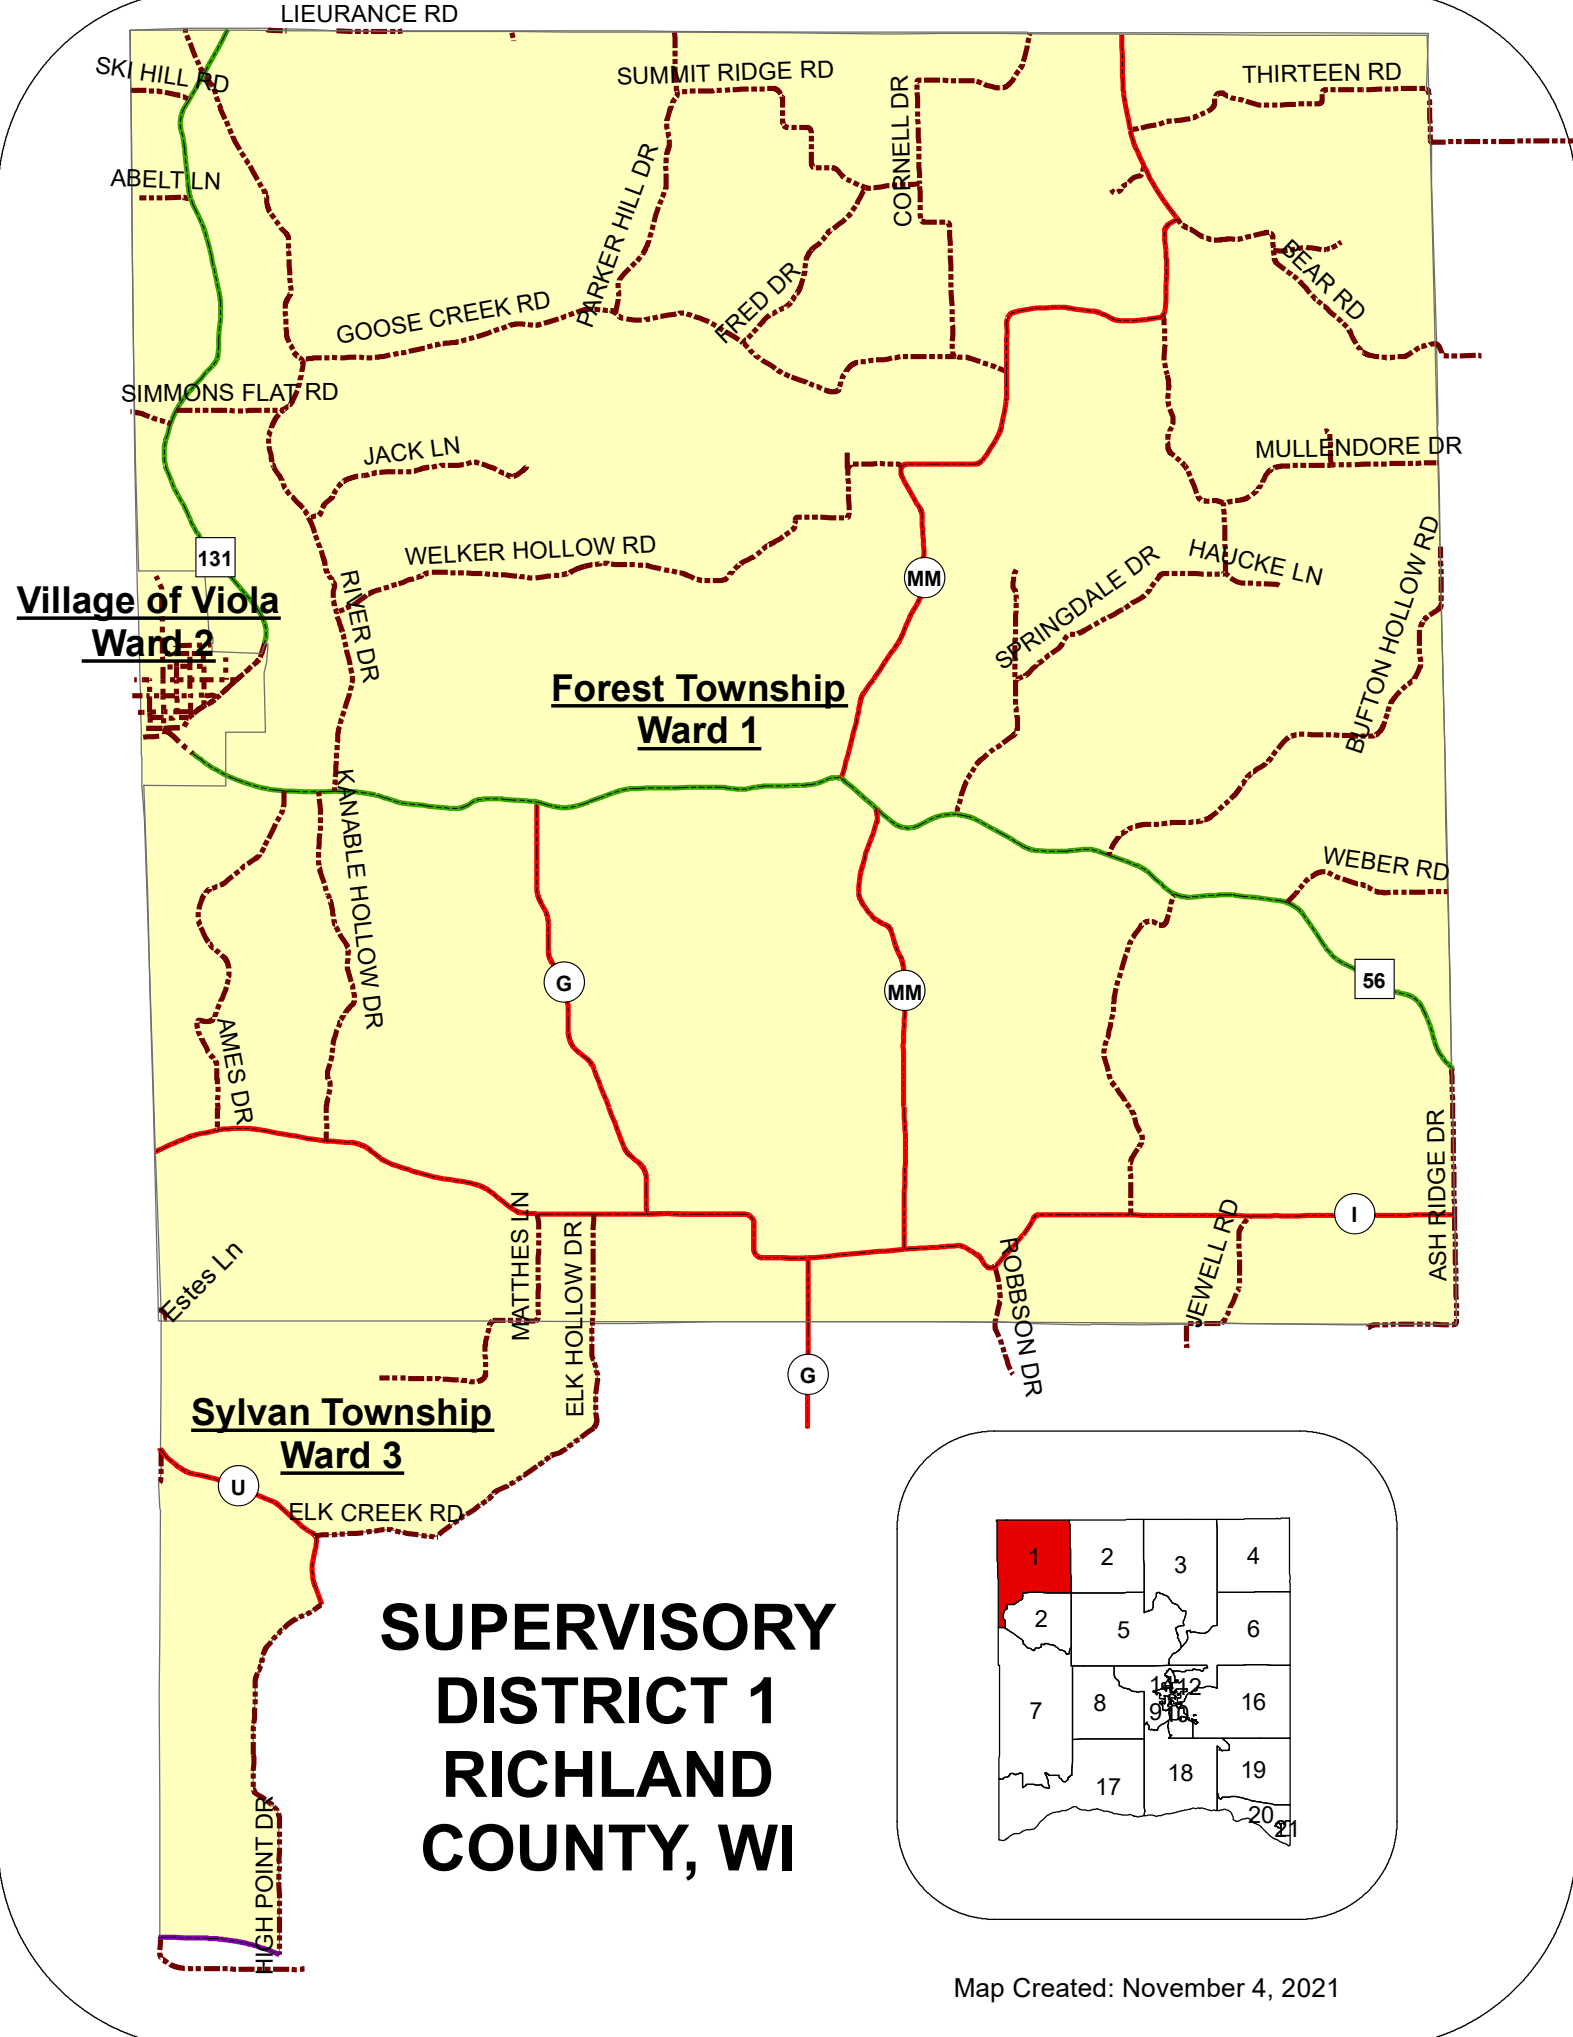 LIEURANCE RD
SKI HILL RD
SUMMIT RIDGE RD
CORNELL DR
THIRTEEN RD
ABELT LN
PARKER HILL DR
FRED DR
BEAR RD
GOOSE CREEK RD
SIMMONS FLAT RD
JACK LN
MULLENDORE DR
131
WELKER HOLLOW RD
MM
SPRINGDALE DR
HAUCKE LN
BUFTON HOLLOW RD
Village of Viola
Ward 2
RIVER DR
Forest Township
Ward 1
KANABLE HOLLOW DR
WEBER RD
G
MM
56
AMES DR
ASH RIDGE DR
MATTHES LN
ELK HOLLOW DR
I
JEWELL RD
ROBBSON DR
Estes Ln
G
Sylvan Township
Ward 3
U
ELK CREEK RD
HIGH POINT DR
SUPERVISORY
DISTRICT 1
RICHLAND
COUNTY, WI
1
2
3
4
2
5
6
7
8
9
12
16
17
18
19
20
21
Map Created: November 4, 2021